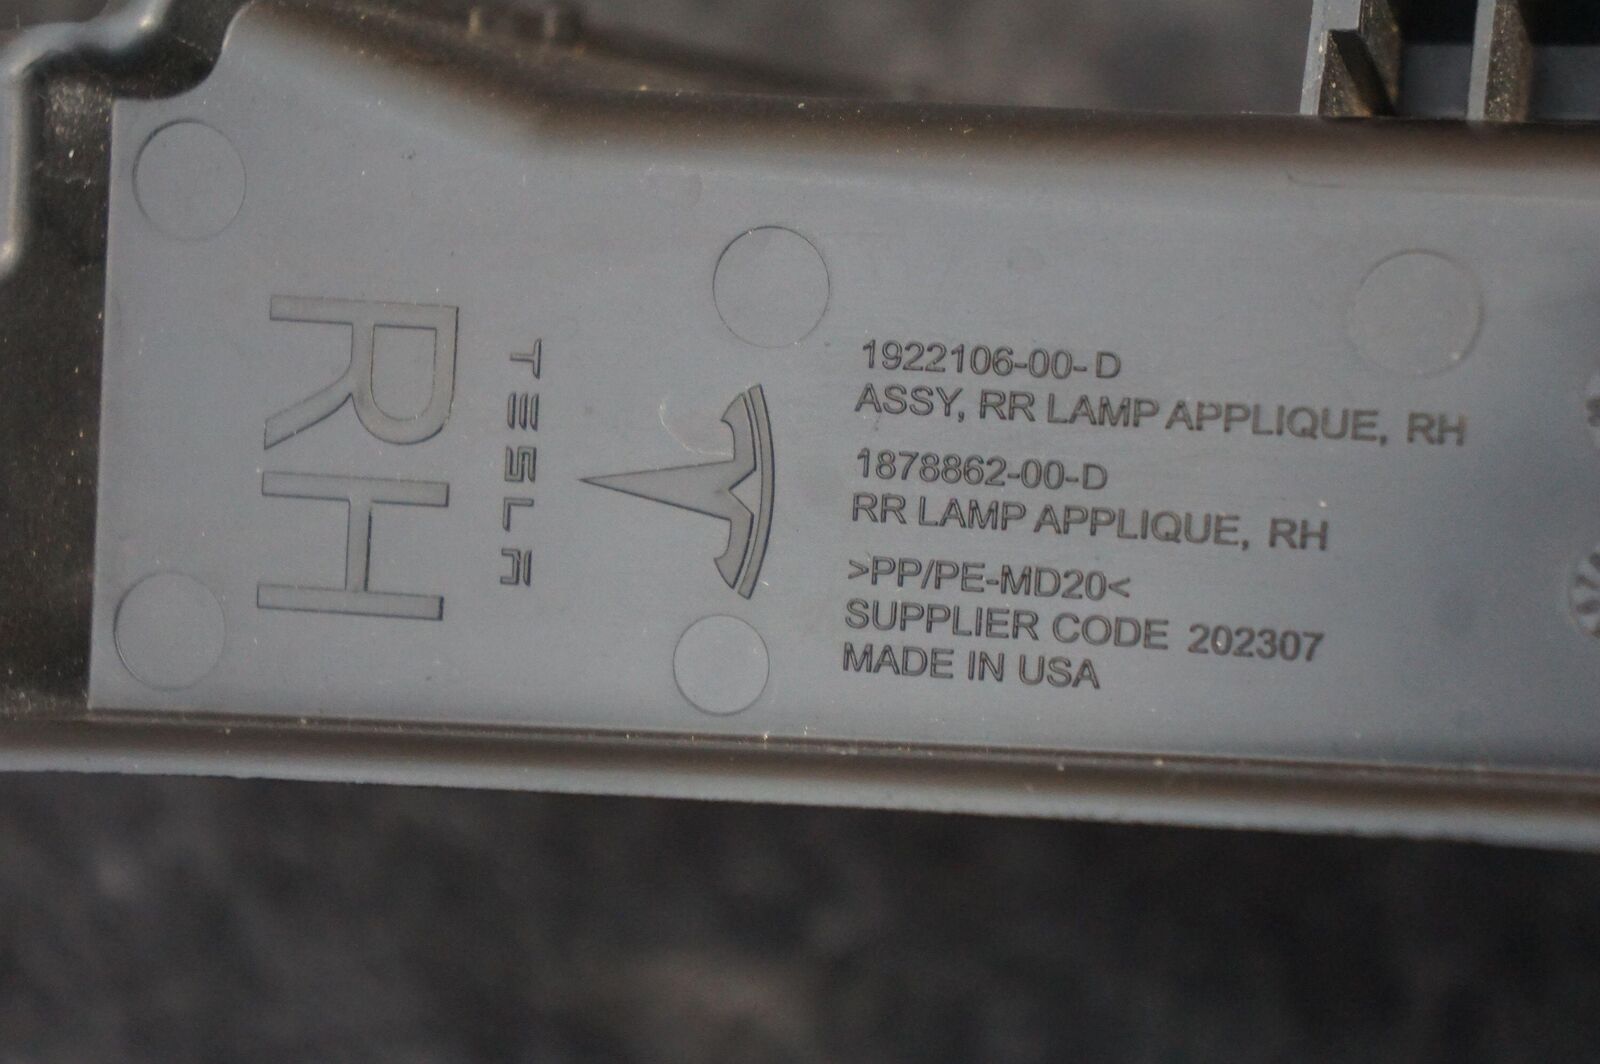 RH
TESLA
1922106-00-D
ASSY, RR LAMP APPLIQUE, RH
1878862-00-D
RR LAMP APPLIQUE, RH
>PP/PE-MD20<
SUPPLIER CODE 202307
MADE IN USA